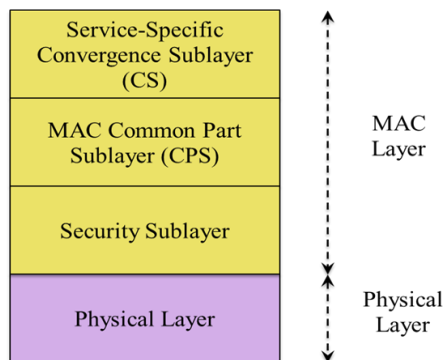 Service-Specific
Convergence Sublayer
(CS)
MAC Common Part
Sublayer (CPS)
Security Sublayer
Physical Layer
MAC
Layer
Physical
Layer